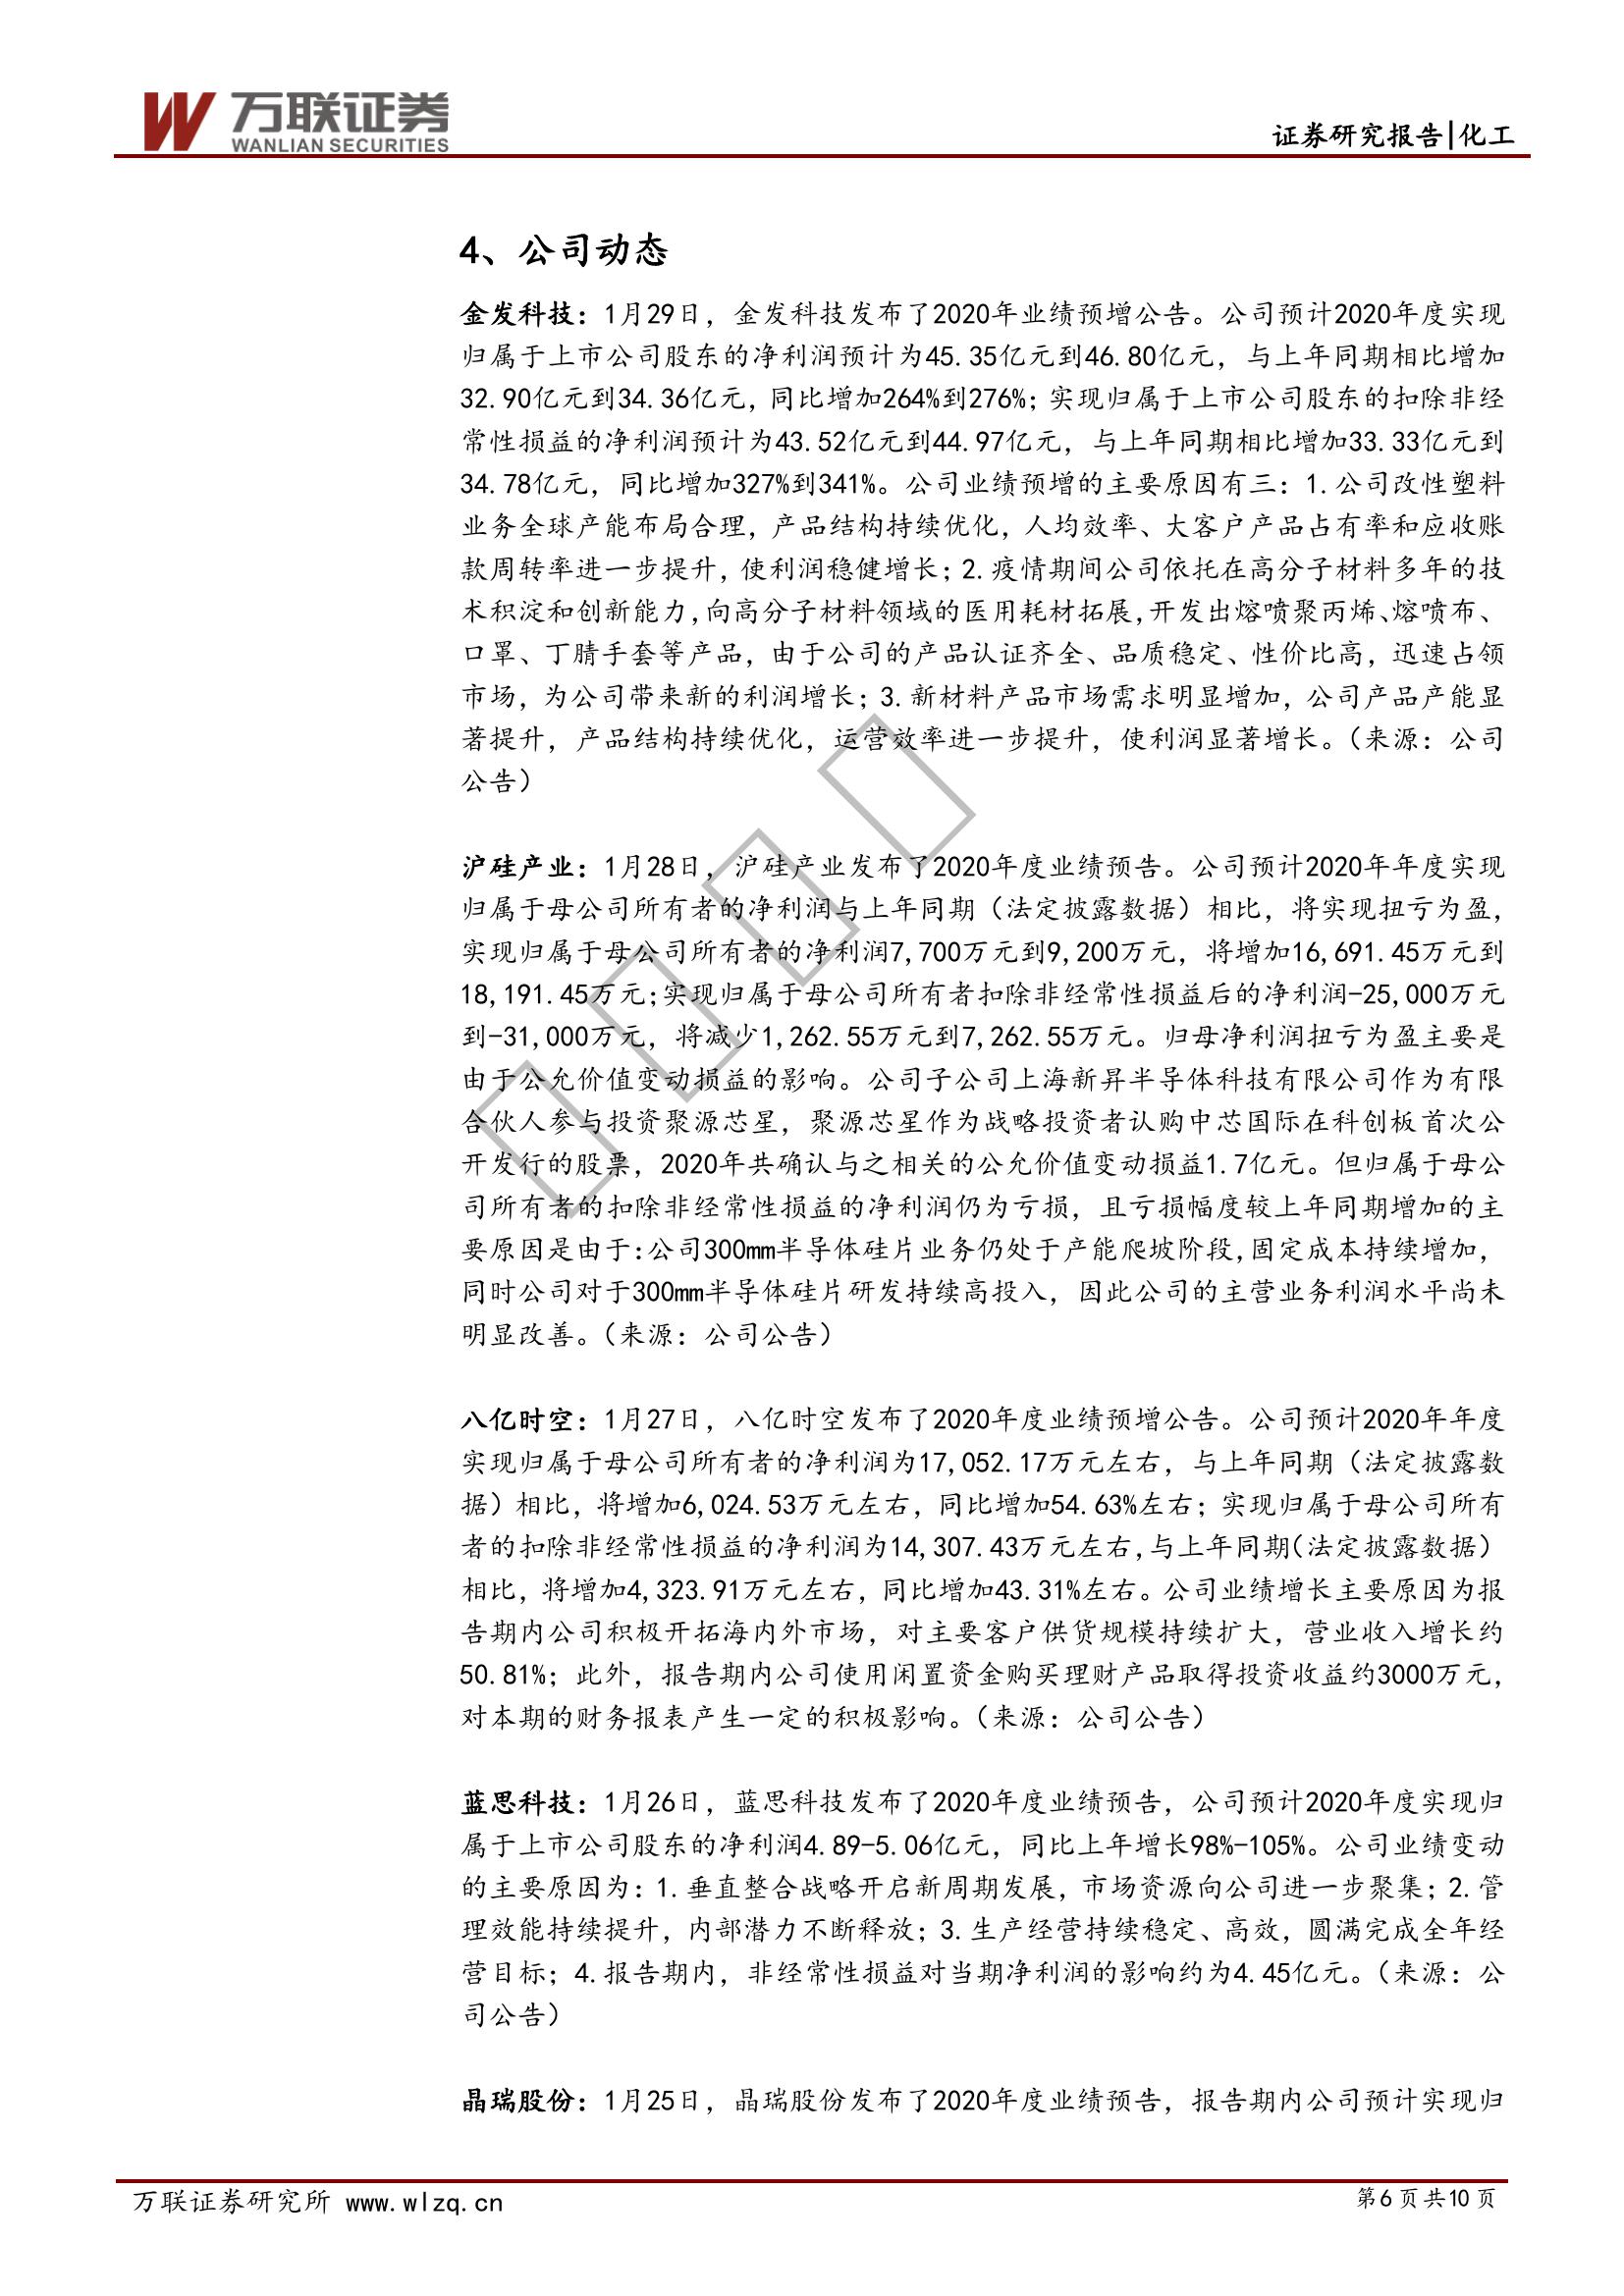 万联证券
WANLIAN SECURITIES
证券研究报告|化工
4、公司动态
金发科技：1月29日，金发科技发布了2020年业绩预增公告。公司预计2020年度实现
归属于上市公司股东的净利润预计为45.35亿元到46.80亿元，与上年同期相比增加
32.90亿元到34.36亿元，同比增加264%到276%；实现归属于上市公司股东的扣除非经
常性损益的净利润预计为43.52亿元到44.97亿元，与上年同期相比增加33.33亿元到
34.78亿元，同比增加327%到341%。公司业绩预增的主要原因有三：1.公司改性塑料
业务全球产能布局合理，产品结构持续优化，人均效率、大客户产品占有率和应收账
款周转率进一步提升，使利润稳健增长；2.疫情期间公司依托在高分子材料多年的技
术积淀和创新能力，向高分子材料领域的医用耗材拓展，开发出熔喷聚丙烯、熔喷布、
口罩、丁腈手套等产品，由于公司的产品认证齐全、品质稳定、性价比高，迅速占领
市场，为公司带来新的利润增长；3.新材料产品市场需求明显增加，公司产品产能显
著提升，产品结构持续优化，运营效率进一步提升，使利润显著增长。（来源：公司
公告）
沪硅产业：1月28日，沪硅产业发布了2020年度业绩预告。公司预计2020年年度实现
归属于母公司所有者的净利润与上年同期（法定披露数据）相比，将实现扭亏为盈，
实现归属于母公司所有者的净利润7,700万元到9,200万元，将增加16,691.45万元到
18,191.45万元；实现归属于母公司所有者扣除非经常性损益后的净利润-25,000万元
到-31,000万元，将减少1,262.55万元到7,262.55万元。归母净利润扭亏为盈主要是
由于公允价值变动损益的影响。公司子公司上海新昇半导体科技有限公司作为有限
合伙人参与投资聚源芯星，聚源芯星作为战略投资者认购中芯国际在科创板首次公
开发行的股票，2020年共确认与之相关的公允价值变动损益1.7亿元。但归属于母公
司所有者的扣除非经常性损益的净利润仍为亏损，且亏损幅度较上年同期增加的主
要原因是由于：公司300mm半导体硅片业务仍处于产能爬坡阶段，固定成本持续增加，
同时公司对于300mm半导体硅片研发持续高投入，因此公司的主营业务利润水平尚未
明显改善。（来源：公司公告）
八亿时空：1月27日，八亿时空发布了2020年度业绩预增公告。公司预计2020年年度
实现归属于母公司所有者的净利润为17,052.17万元左右，与上年同期（法定披露数
据）相比，将增加6,024.53万元左右，同比增加54.63%左右；实现归属于母公司所有
者的扣除非经常性损益的净利润为14,307.43万元左右，与上年同期（法定披露数据）
相比，将增加4,323.91万元左右，同比增加43.31%左右。公司业绩增长主要原因为报
告期内公司积极开拓海内外市场，对主要客户供货规模持续扩大，营业收入增长约
50.81%；此外，报告期内公司使用闲置资金购买理财产品取得投资收益约3000万元，
对本期的财务报表产生一定的积极影响。（来源：公司公告）
蓝思科技：1月26日，蓝思科技发布了2020年度业绩预告，公司预计2020年度实现归
属于上市公司股东的净利润4.89-5.06亿元，同比上年增长98%-105%。公司业绩变动
的主要原因为：1.垂直整合战略开启新周期发展，市场资源向公司进一步聚集；2.管
理效能持续提升，内部潜力不断释放；3.生产经营持续稳定、高效，圆满完成全年经
营目标；4.报告期内，非经常性损益对当期净利润的影响约为4.45亿元。（来源：公
司公告）
晶瑞股份：1月25日，晶瑞股份发布了2020年度业绩预告，报告期内公司预计实现归
万联证券研究所 www.wlzq.cn
第6页共10页